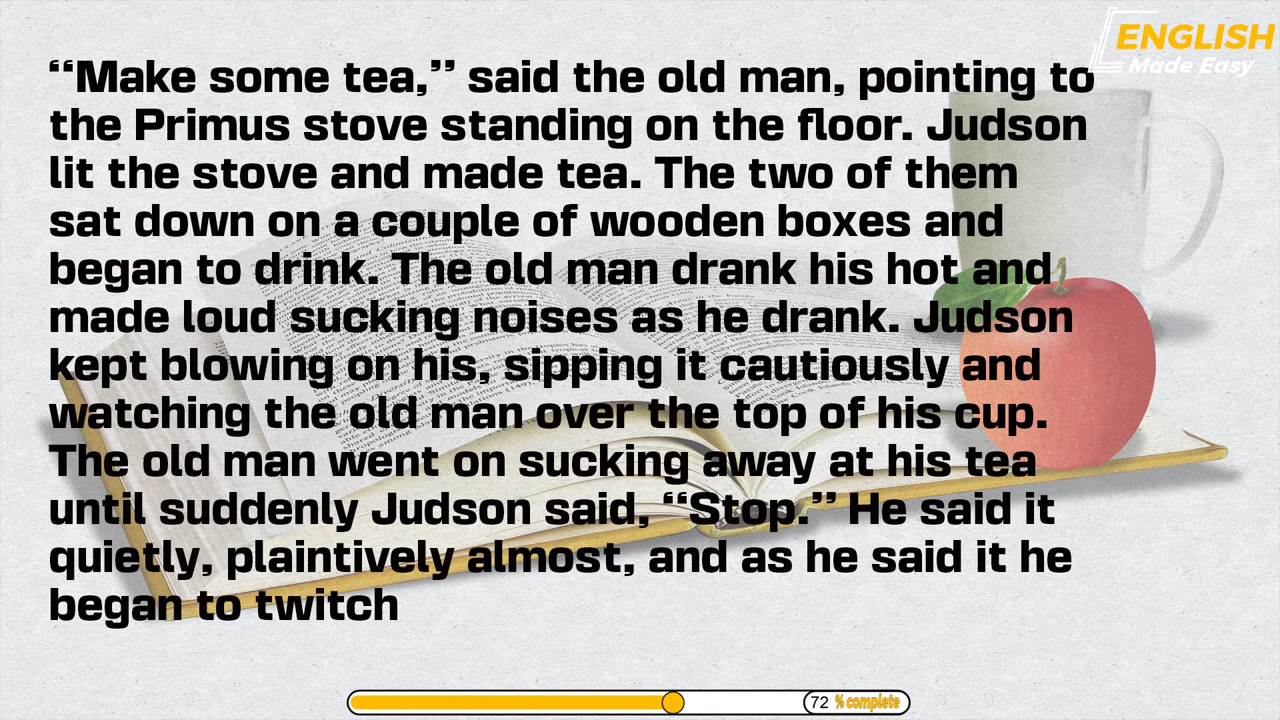 ENGLISH
Made Easy
“Make some tea,” said the old man, pointing to
the Primus stove standing on the floor. Judson
lit the stove and made tea. The two of them
sat down on a couple of wooden boxes and
began to drink. The old man drank his hot and
made loud sucking noises as he drank. Judson
kept blowing on his, sipping it cautiously and
watching the old man over the top of his cup.
The old man went on sucking away at his tea
until suddenly Judson said, “Stop.” He said it
quietly, plaintively almost, and as he said it he
began to twitch
72 % complete